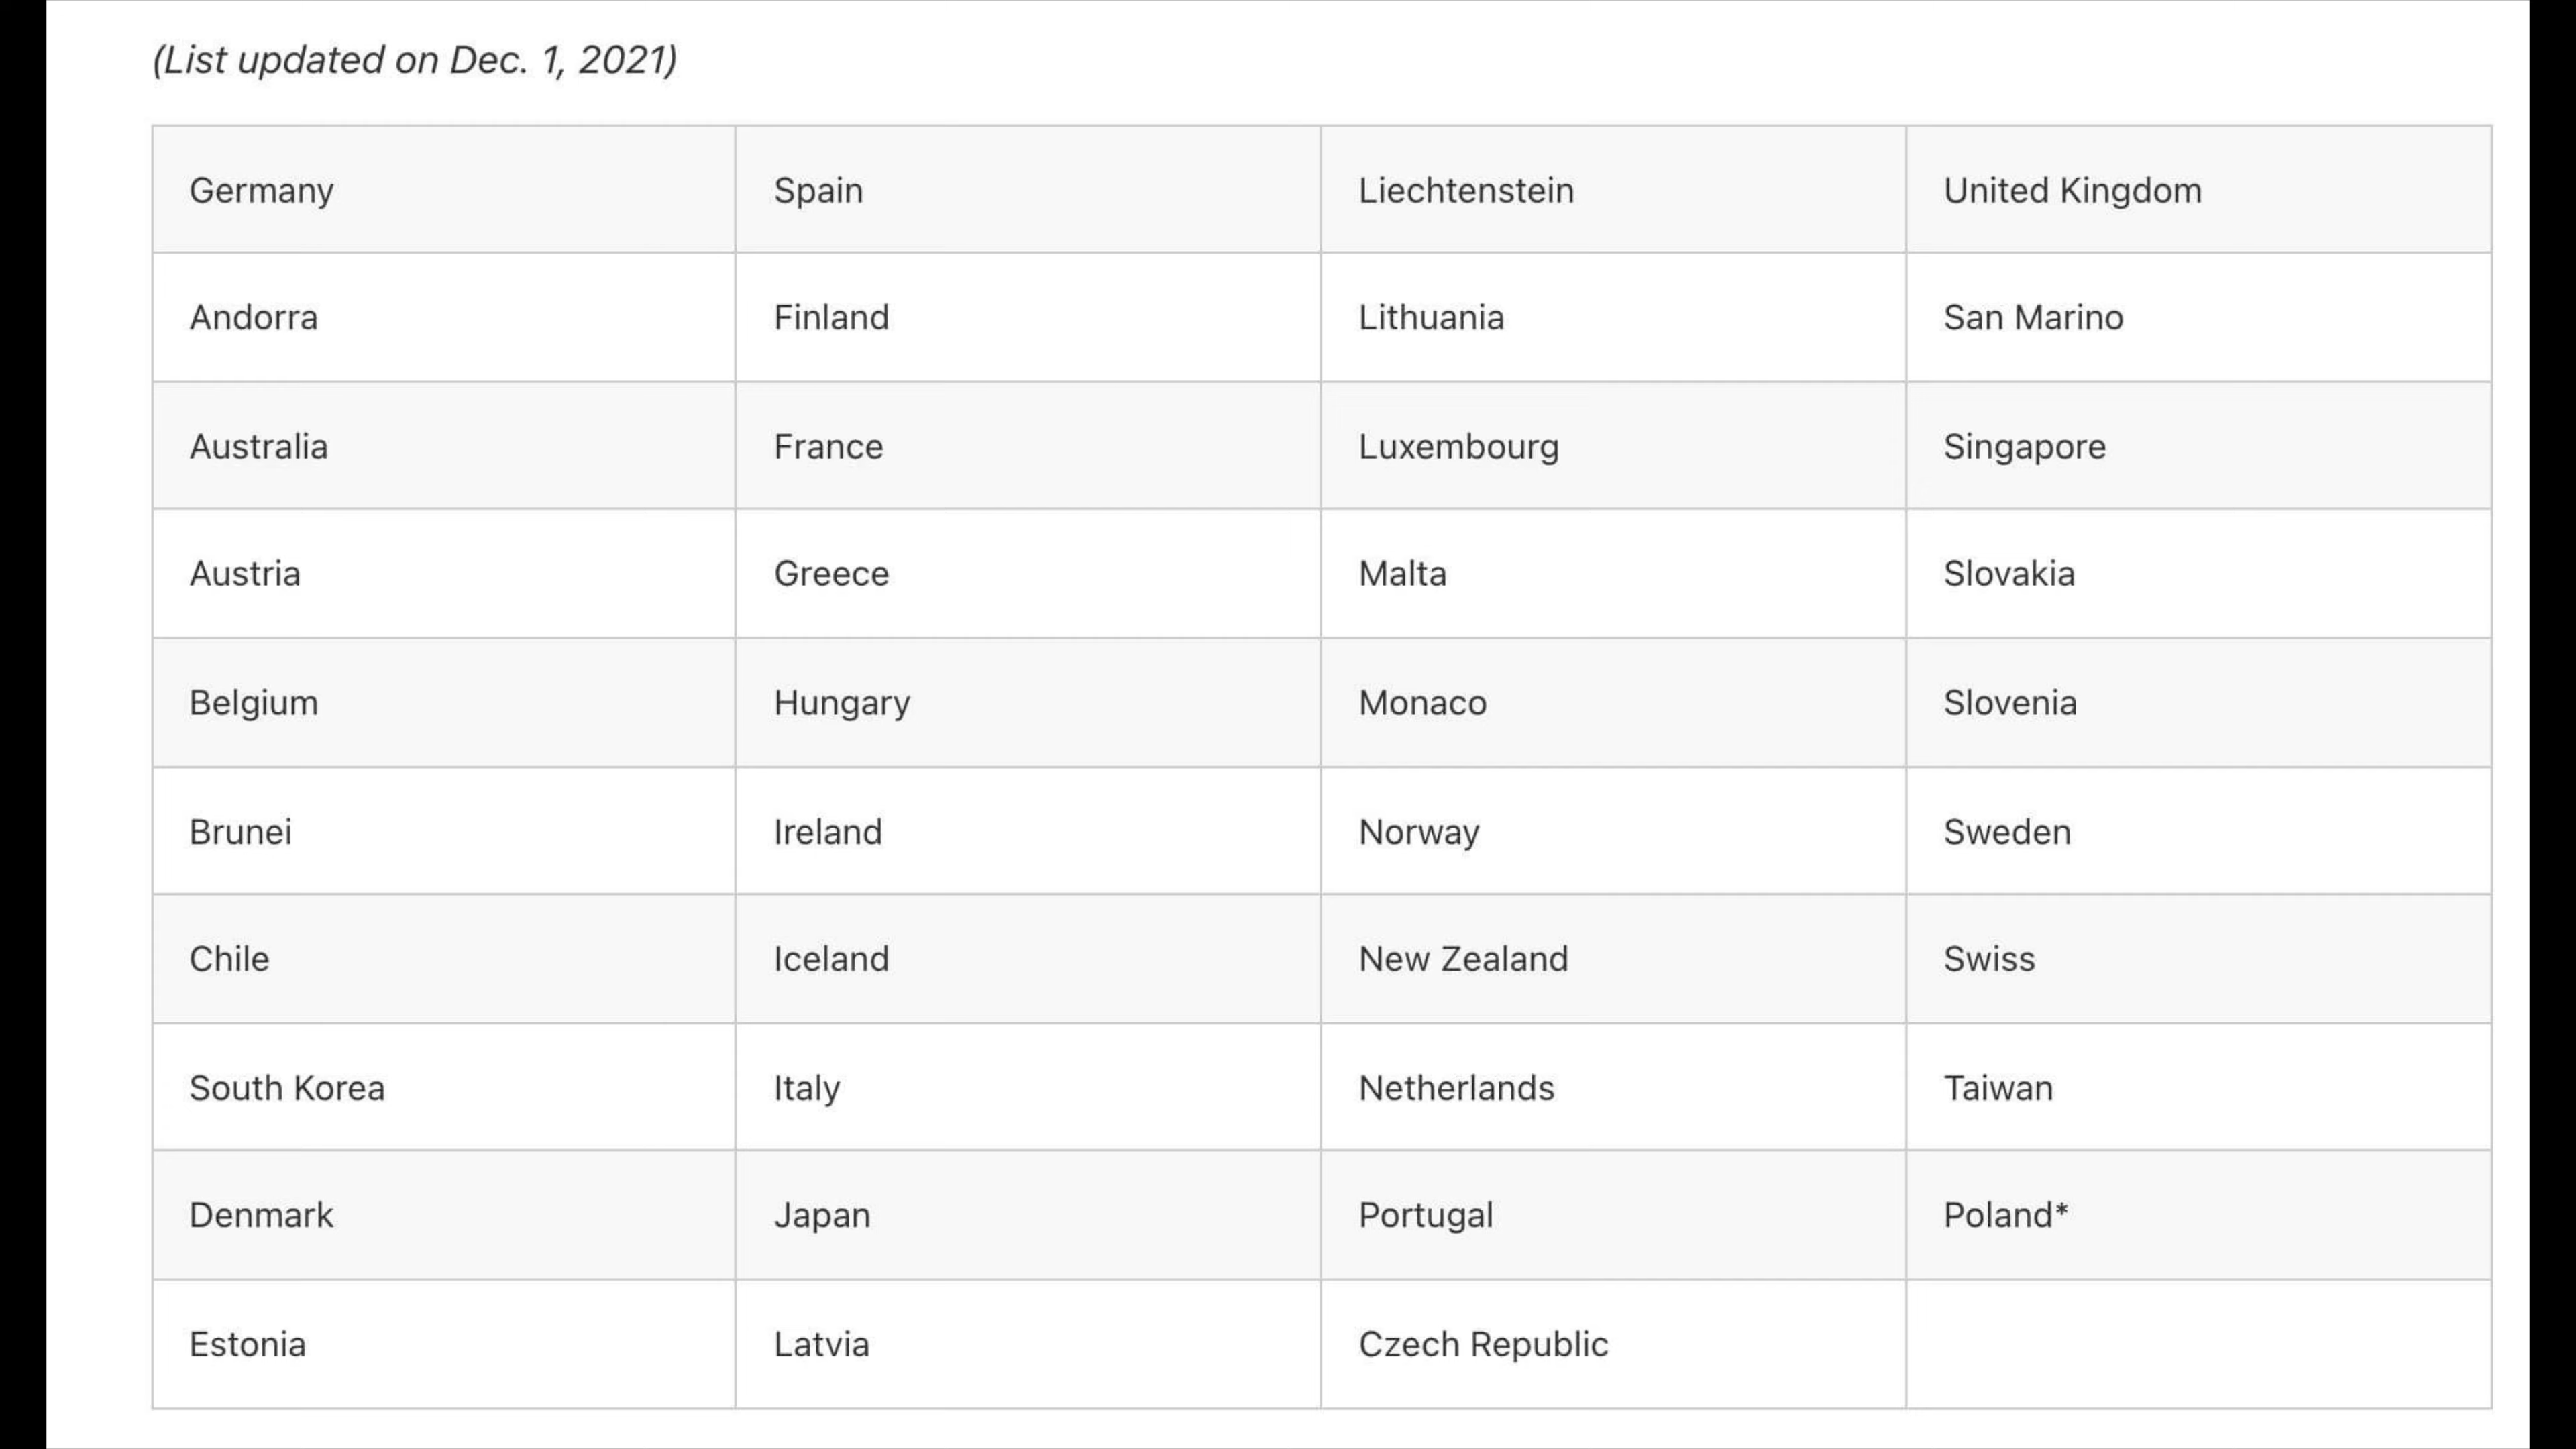 (List updated on Dec. 1, 2021)
Germany Spain Liechtenstein United Kingdom
Andorra Finland Lithuania San Marino
Australia France Luxembourg Singapore
Austria Greece Malta Slovakia
Belgium Hungary Monaco Slovenia
Brunei Ireland Norway Sweden
Chile Iceland New Zealand Swiss
South Korea Italy Netherlands Taiwan
Denmark Japan Portugal Poland*
Estonia Latvia Czech Republic